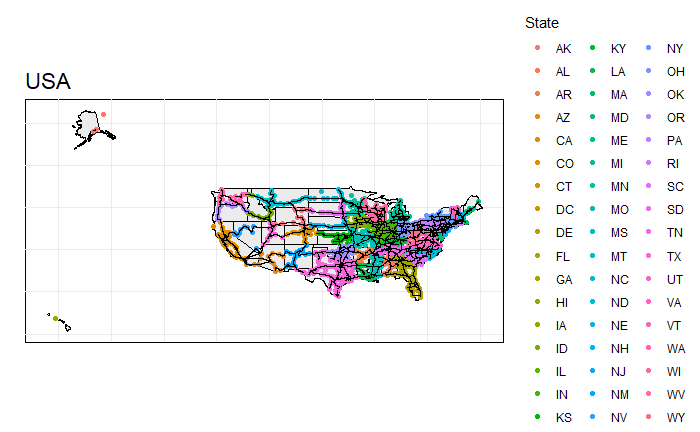 USA
State
AK KY NY
AL LA OH
AR MA OK
AZ MD OR
CA ME PA
CO MI RI
CT MN SC
DC MO SD
DE MS TN
FL MT TX
GA NC UT
HI ND VA
IA NE VT
ID NH WA
IL NJ WI
IN NM WV
KS NV WY